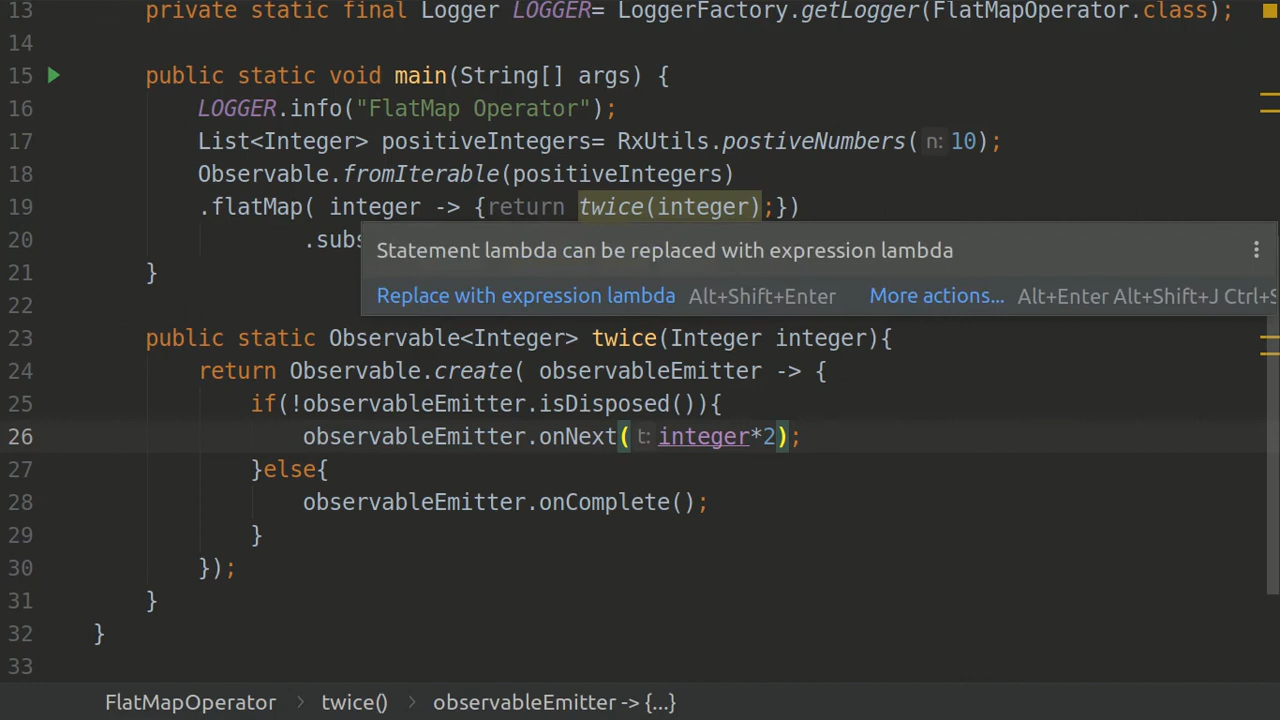 13 private static final Logger LOGGER= LoggerFactory.getLogger(FlatMapOperator.class);
14
15 public static void main(String[] args) {
16 LOGGER.info("FlatMap Operator");
17 List<Integer> positiveIntegers= RxUtils.postiveNumbers( n: 10);
18 Observable.fromIterable(positiveIntegers)
19 .flatMap( integer -> {return twice(integer);})
20 .subs
Statement lambda can be replaced with expression lambda
21 }
Replace with expression lambda Alt+Shift+Enter More actions... Alt+Enter Alt+Shift+J Ctrl+S
22
23 public static Observable<Integer> twice(Integer integer){
24 return Observable.create( observableEmitter -> {
25 if(!observableEmitter.isDisposed()){
26 observableEmitter.onNext( t: integer*2);
27 }else{
28 observableEmitter.onComplete();
29 }
30 });
31 }
32 }
33
FlatMapOperator > twice() > observableEmitter -> {...}